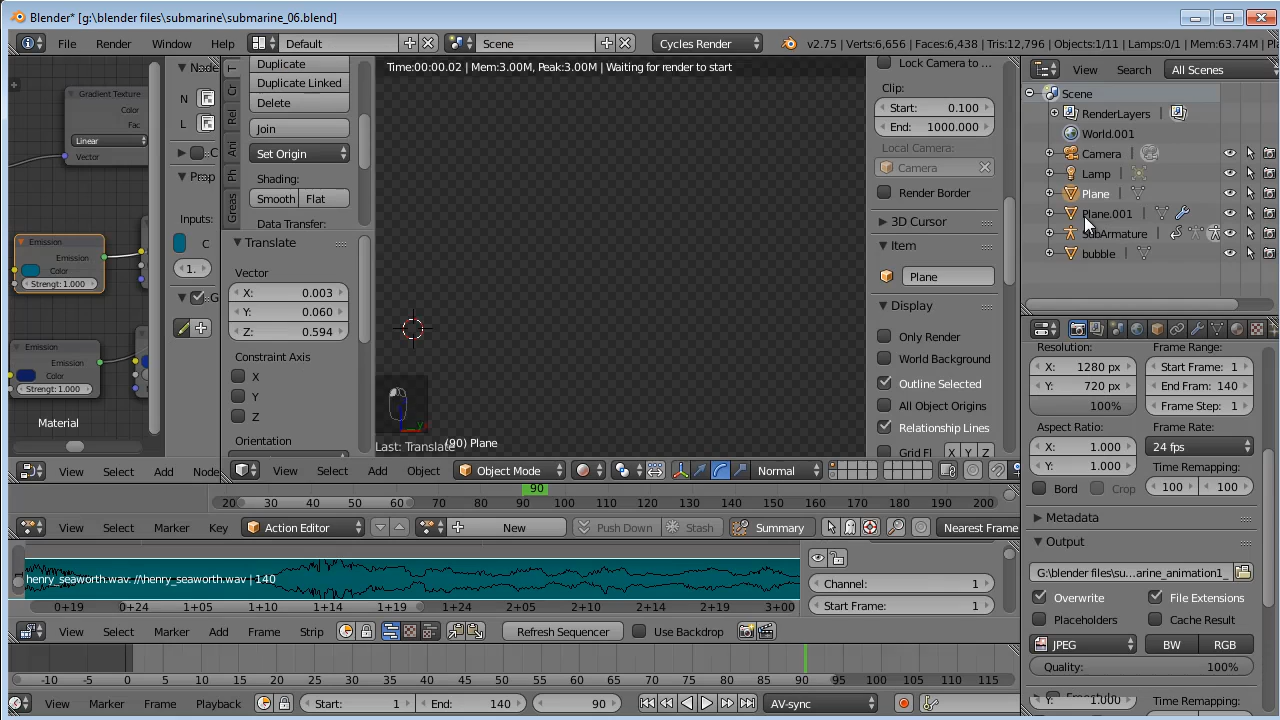 Blender* [g:\blender files\submarine\submarine_06.blend]
File Render Window Help Default Scene Cycles Render v2.75 | Verts:6,656 | Faces:6,438 | Tris:12,796 | Objects:1/11 | Lamps:0/1 | Mem:63.74M |
Time:00:00.02 | Mem:3.00M, Peak:3.00M | Waiting for render to start
Node
Gradient Texture
Color
Fac
Linear
Vector
N
L
C
Prop
Inputs:
C
1.
G
Emission
Emission
Color
Strengt: 1.000
Emission
Emission
Color
Strengt: 1.000
Material
View Select Add Node
T
Cr
Rel
Ani
Ph
Greas
Duplicate
Duplicate Linked
Delete
Join
Set Origin
Shading:
Smooth Flat
Data Transfer:
Translate
Vector
X: 0.003
Y: 0.060
Z: 0.594
Constraint Axis
X
Y
Z
Orientation
Last: Translate
(90) Plane
View Select Add Object Object Mode Normal
Lock Camera to ...
Clip:
Start: 0.100
End: 1000.000
Local Camera:
Camera
Render Border
3D Cursor
Item
Plane
Display
Only Render
World Background
Outline Selected
All Object Origins
Relationship Lines
Grid Fl X Y Z
View Search All Scenes
Scene
RenderLayers
World.001
Camera
Lamp
Plane
Plane.001
SubArmature
bubble
Resolution: Frame Range:
X: 1280 px Start Frame: 1
Y: 720 px End Fram: 140
100% Frame Step: 1
Aspect Ratio: Frame Rate:
X: 1.000 24 fps
Y: 1.000 Time Remapping:
Bord Crop 100 100
Metadata
Output
G:\blender files\su...arine_animation1_
Overwrite File Extensions
Placeholders Cache Result
JPEG BW RGB
Quality: 100%
Freestyle
Y: 1.000 Time Remapping:
90
20 30 40 50 60 70 80 90 100 110 120 130 140 150 160 170 180 190 200
View Select Marker Key Action Editor New Push Down Stash Summary Nearest Frame
henry_seaworth.wav: //henry_seaworth.wav | 140
0+19 0+24 1+05 1+10 1+14 1+19 1+24 2+05 2+10 2+14 2+19 3+00
Channel: 1
Start Frame: 1
View Select Marker Add Frame Strip Refresh Sequencer Use Backdrop
-10 -5 0 5 10 15 20 25 30 35 40 45 50 55 60 65 70 75 80 85 90 95 100 105 110 115
View Marker Frame Playback Start: 1 End: 140 90 AV-sync